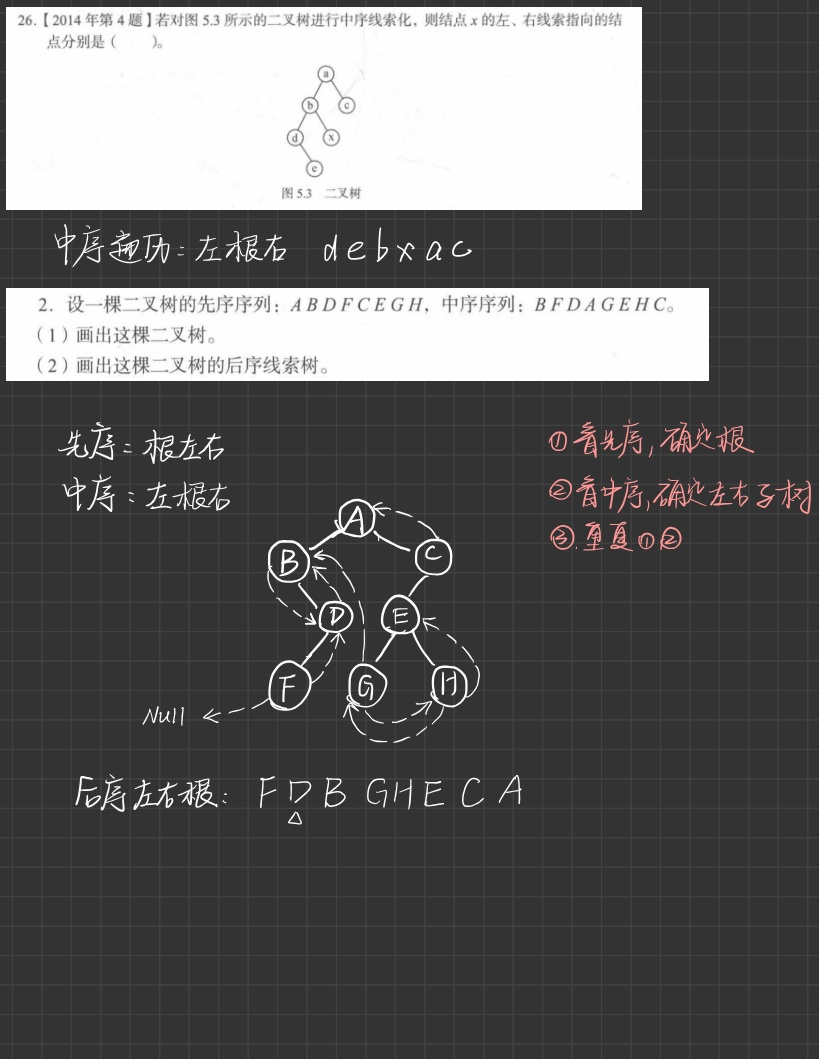 26.【2014年第4题】若对图 5.3 所示的二叉树进行中序线索化，则结点 x 的左、右线索指向的结
点分别是（　　）。
a
b c
d x
e
图 5.3　二叉树
中序遍历：左根右　d e b x a c
2．设一棵二叉树的先序序列：A B D F C E G H，中序序列：B F D A G E H C。
（1）画出这棵二叉树。
（2）画出这棵二叉树的后序线索树。
先序：根左右
中序：左根右
①看先序,确定根
②看中序,确定左右子树
③.重复①②
A
B C
D E
F G H
Null
后序左右根：F D B G H E C A